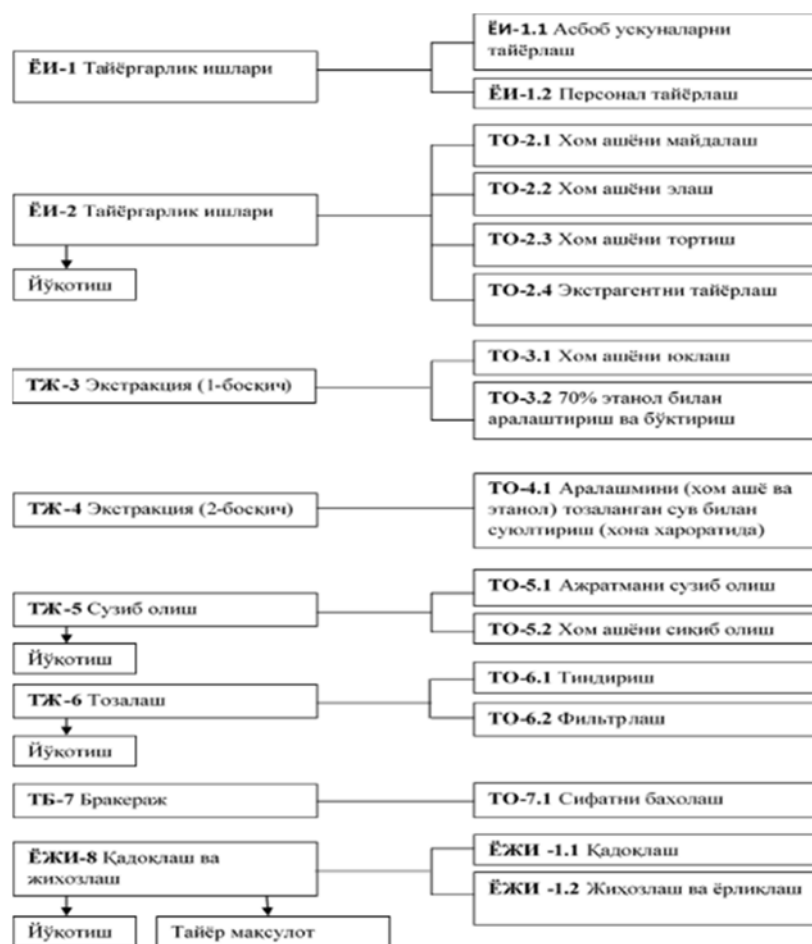 ЁИ-1 Тайёргарлик ишлари
ЁИ-1.1 Асбоб ускуналарни
тайёрлаш
ЁИ-1.2 Персонал тайёрлаш
ЁИ-2 Тайёргарлик ишлари
Йўқотиш
ТО-2.1 Хом ашёни майдалаш
ТО-2.2 Хом ашёни элаш
ТО-2.3 Хом ашёни тортиш
ТО-2.4 Экстрагентни тайёрлаш
ТЖ-3 Экстракция (1-босқич)
ТО-3.1 Хом ашёни юклаш
ТО-3.2 70% этанол билан
аралаштириш ва бўктириш
ТЖ-4 Экстракция (2-босқич)
ТО-4.1 Аралашмини (хом ашё ва
этанол) тозаланган сув билан
суюлтириш (хона хароратида)
ТЖ-5 Сузиб олиш
Йўқотиш
ТО-5.1 Ажратмани сузиб олиш
ТО-5.2 Хом ашёни сиқиб олиш
ТЖ-6 Тозалаш
Йўқотиш
ТО-6.1 Тиндириш
ТО-6.2 Фильтрлаш
ТБ-7 Бракераж
ТО-7.1 Сифатни бахолаш
ЁЖИ-8 Қадоқлаш ва
жихозлаш
ЁЖИ -1.1 Қадоқлаш
ЁЖИ -1.2 Жиҳозлаш ва ёрлиқлаш
Йўқотиш
Тайёр мақсулот